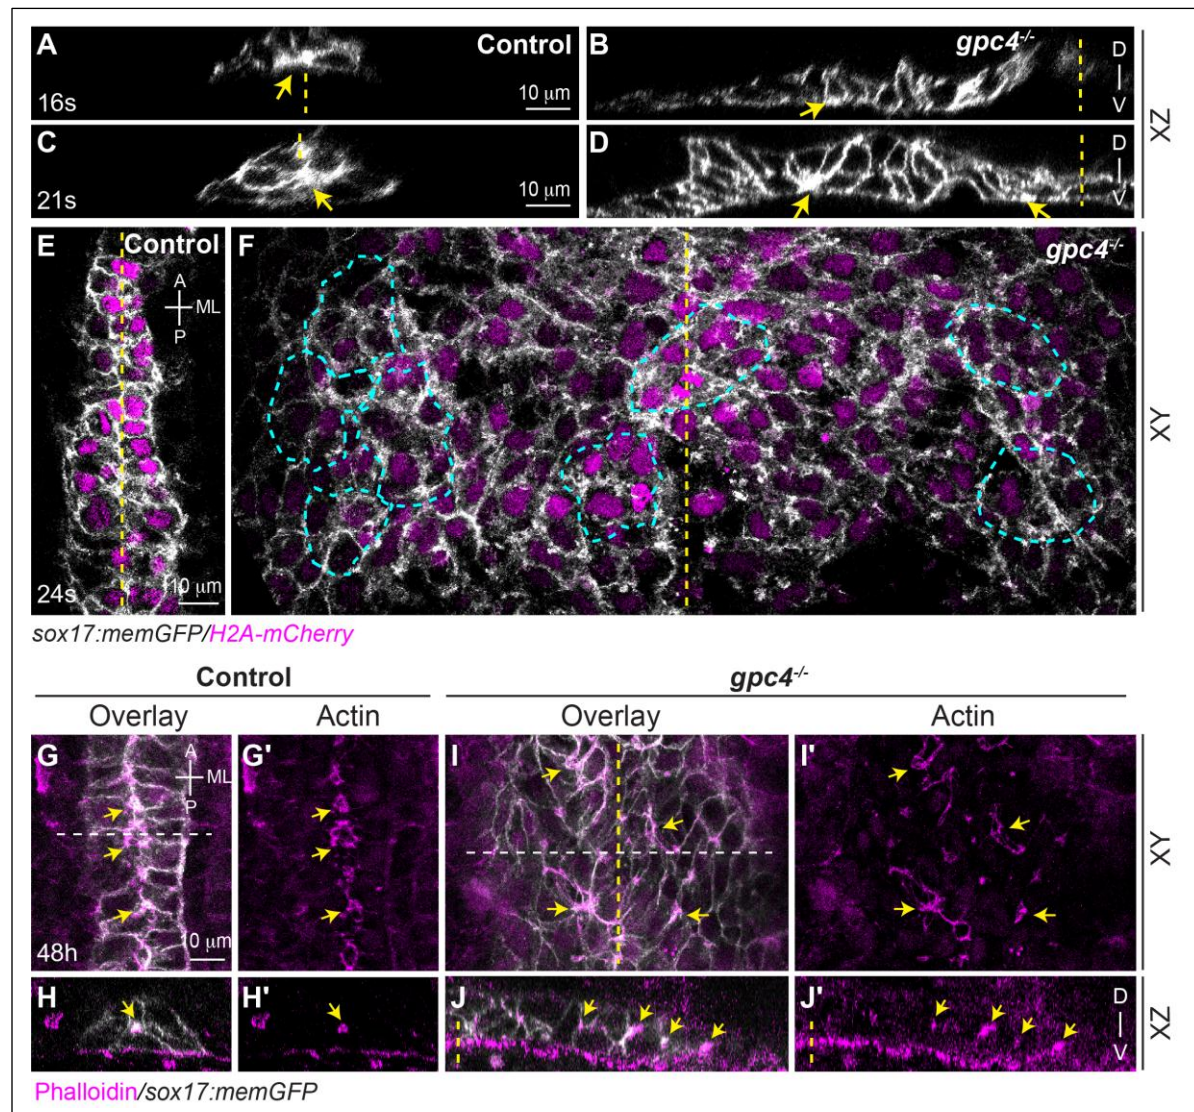 A Control
16s
10 µm
B gpc4-/-
D
V
C
21s
10 µm
D
D
V
XZ
E Control
A
ML
P
24s
10 µm
F gpc4-/-
XY
sox17:memGFP/H2A-mCherry
Control gpc4-/-
Overlay Actin Overlay Actin
G
A
ML
P
48h
10 µm
G'
I
I'
XY
H
H'
J
J'
D
V
XZ
Phalloidin/sox17:memGFP